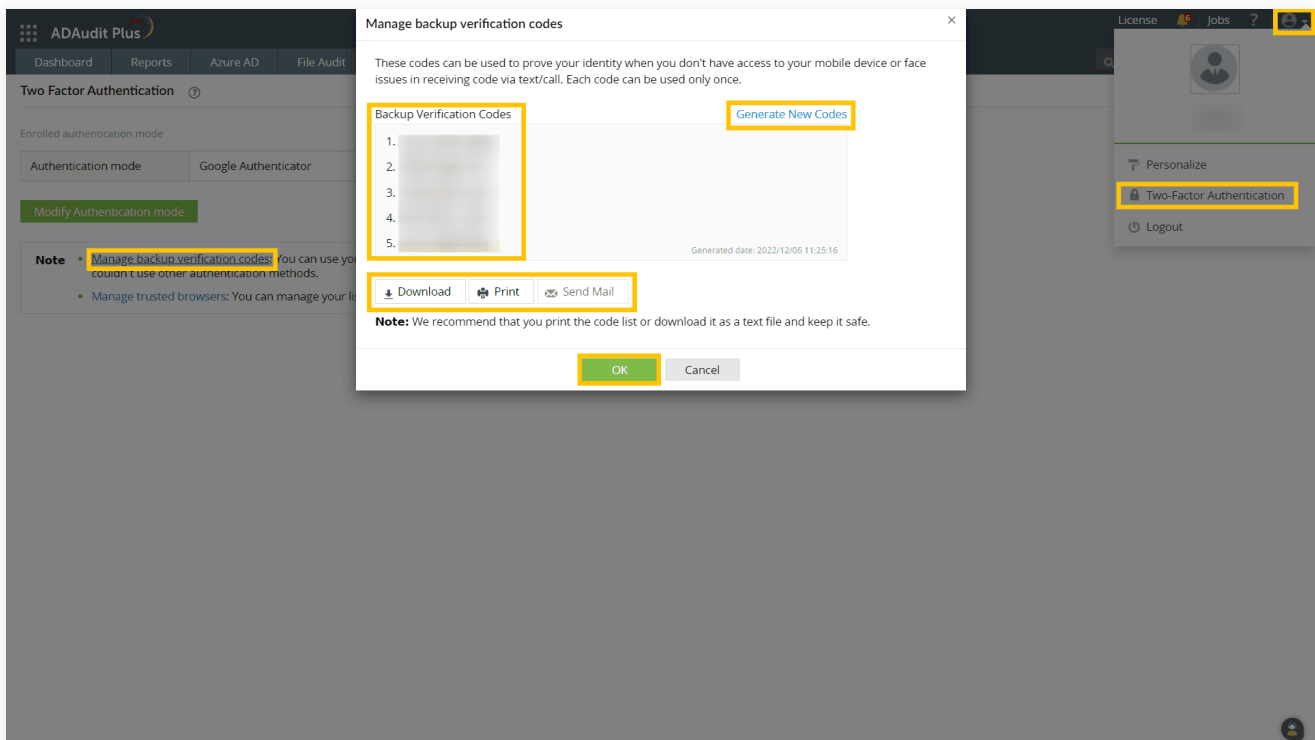 ADAudit Plus
License
6
Jobs
?
Dashboard
Reports
Azure AD
File Audit
Two Factor Authentication
?
Enrolled authentication mode
Authentication mode
Google Authenticator
Modify Authentication mode
Note
• Manage backup verification codes: You can use
couldn't use other authentication methods.
• Manage trusted browsers: You can manage your
Manage backup verification codes
×
These codes can be used to prove your identity when you don't have access to your mobile device or face
issues in receiving code via text/call. Each code can be used only once.
Backup Verification Codes
Generate New Codes
1.
2.
3.
4.
5.
Generated date: 2022/12/06 11:25:16
Download
Print
Send Mail
Note: We recommend that you print the code list or download it as a text file and keep it safe.
OK
Cancel
Personalize
Two-Factor Authentication
Logout